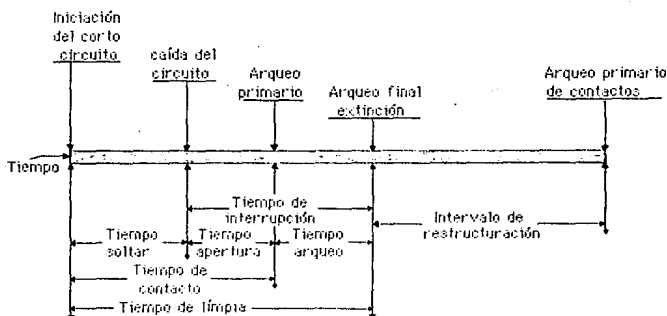 Iniciación
del corto
circuito
caída del
circuito
Arqueo
primario
Arqueo final
extinción
Arqueo primario
de contactos
Tiempo
Tiempo de
interrupción
Intervalo de
restructuración
Tiempo
soltar
Tiempo
apertura
Tiempo
arqueo
Tiempo de
contacto
Tiempo de límpia